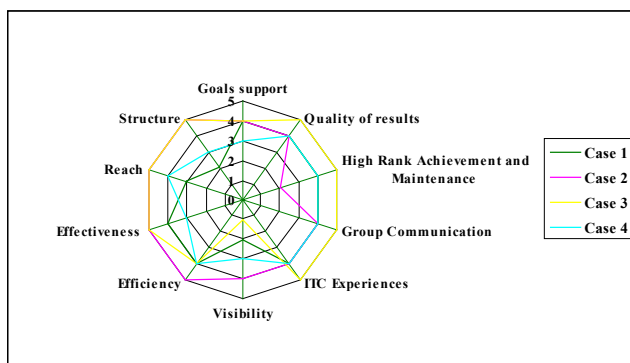 Goals support
5
Structure
4
Quality of results
3
2
High Rank Achievement and
Maintenance
Reach
1
0
Case 1
Case 2
Case 3
Case 4
Effectiveness
Group Communication
Efficiency
ITC Experiences
Visibility